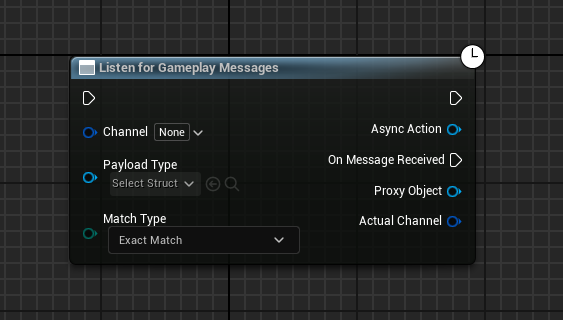 Listen for Gameplay Messages
Channel None
Async Action
Payload Type
On Message Received
Select Struct
Proxy Object
Match Type
Actual Channel
Exact Match